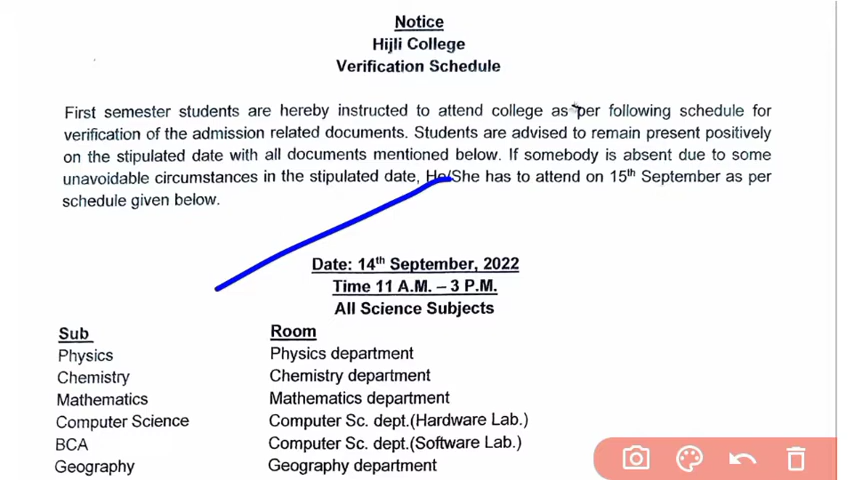 Notice
Hijli College
Verification Schedule
First semester students are hereby instructed to attend college as per following schedule for
verification of the admission related documents. Students are advised to remain present positively
on the stipulated date with all documents mentioned below. If somebody is absent due to some
unavoidable circumstances in the stipulated date, He/She has to attend on 15th September as per
schedule given below.
Date: 14th September, 2022
Time 11 A.M. – 3 P.M.
All Science Subjects
Sub Room
Physics Physics department
Chemistry Chemistry department
Mathematics Mathematics department
Computer Science Computer Sc. dept.(Hardware Lab.)
BCA Computer Sc. dept.(Software Lab.)
Geography Geography department